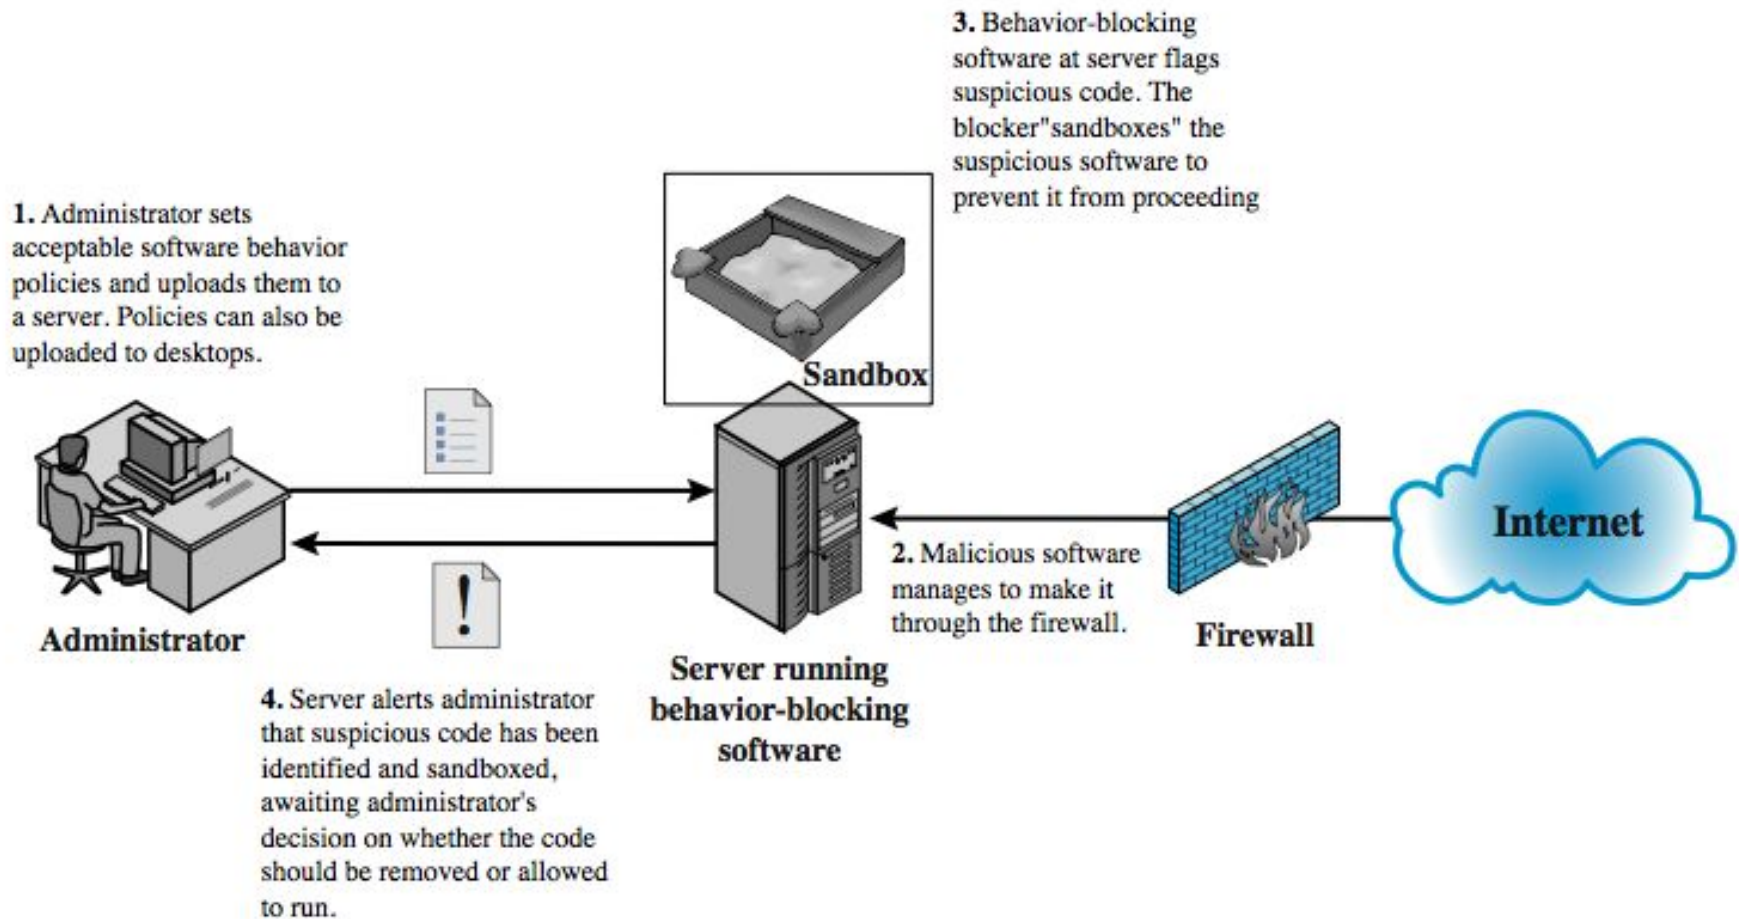 3. Behavior-blocking
software at server flags
suspicious code. The
blocker"sandboxes" the
suspicious software to
prevent it from proceeding
1. Administrator sets
acceptable software behavior
policies and uploads them to
a server. Policies can also be
uploaded to desktops.
Sandbox
Internet
2. Malicious software
manages to make it
through the firewall.
Firewall
!
Administrator
Server running
behavior-blocking
software
4. Server alerts administrator
that suspicious code has been
identified and sandboxed,
awaiting administrator's
decision on whether the code
should be removed or allowed
to run.